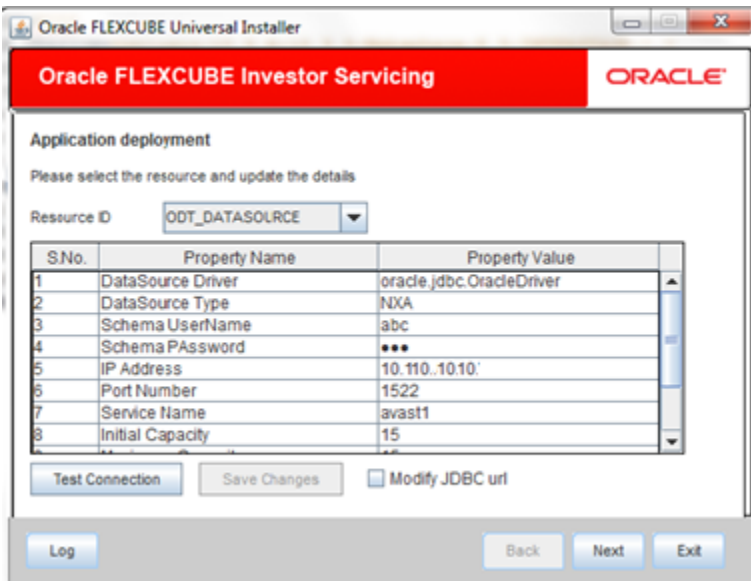 Oracle FLEXCUBE Universal Installer
Oracle FLEXCUBE Investor Servicing ORACLE
Application deployment
Please select the resource and update the details
Resource ID ODT_DATASOLRCE
S.No. Property Name Property Value
1 DataSource Driver oracle.jdbc.OracleDriver
2 DataSource Type NXA
3 Schema UserName abc
4 Schema PAssword •••
5 IP Address 10.110..10.10.
6 Port Number 1522
7 Service Name avast1
8 Initial Capacity 15
Test Connection Save Changes Modify JDBC url
Log Back Next Exit